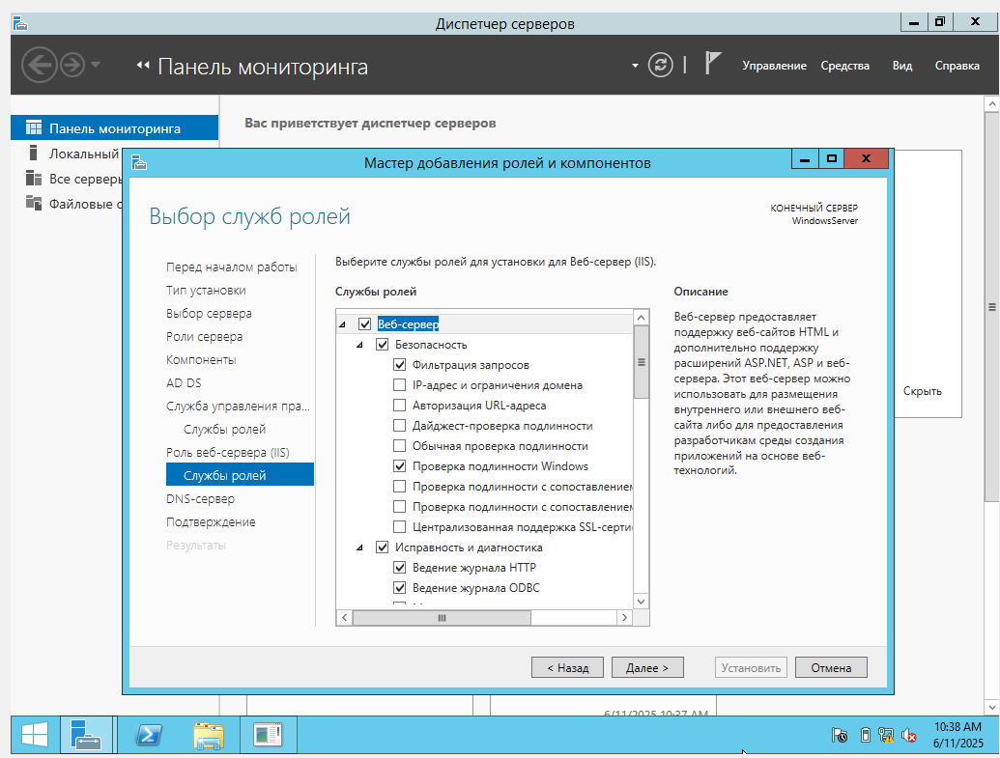 Диспетчер серверов
Панель мониторинга
Управление
Средства
Вид
Справка
Панель мониторинга
Локальный
Все серверы
Файловые с
Вас приветствует диспетчер серверов
Скрыть
Мастер добавления ролей и компонентов
Выбор служб ролей
КОНЕЧНЫЙ СЕРВЕР
WindowsServer
Перед началом работы
Тип установки
Выбор сервера
Роли сервера
Компоненты
AD DS
Служба управления пра...
Службы ролей
Роль веб-сервера (IIS)
Службы ролей
DNS-сервер
Подтверждение
Результаты
Выберите службы ролей для установки для Веб-сервер (IIS).
Службы ролей
Веб-сервер
Безопасность
Фильтрация запросов
IP-адрес и ограничения домена
Авторизация URL-адреса
Дайджест-проверка подлинности
Обычная проверка подлинности
Проверка подлинности Windows
Проверка подлинности с сопоставлением
Проверка подлинности с сопоставлением
Централизованная поддержка SSL-серти
Исправность и диагностика
Ведение журнала HTTP
Ведение журнала ODBC
Описание
Веб-сервер предоставляет
поддержку веб-сайтов HTML и
дополнительно поддержку
расширений ASP.NET, ASP и веб-
сервера. Этот веб-сервер можно
использовать для размещения
внутреннего или внешнего веб-
сайта либо для предоставления
разработчикам среды создания
приложений на основе веб-
технологий.
< Назад
Далее >
Установить
Отмена
6/11/2025 10:37 AM
10:38 AM
6/11/2025